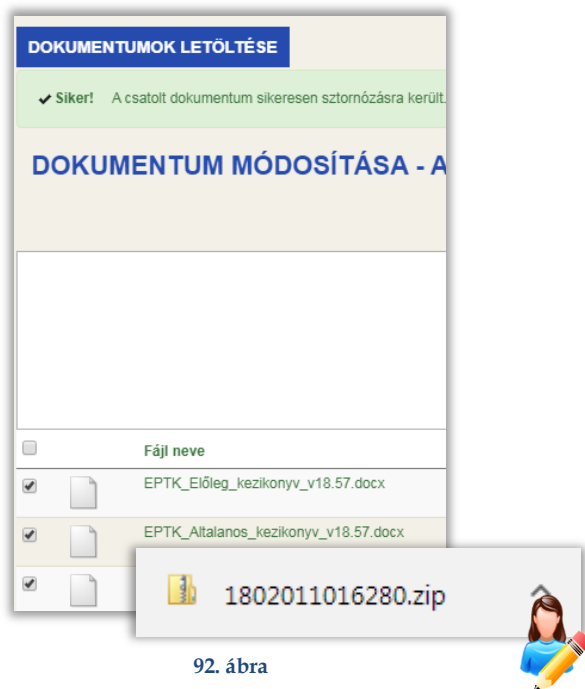 DOKUMENTUMOK LETÖLTÉSE
Siker! A csatolt dokumentum sikeresen sztornózásra került.
DOKUMENTUM MÓDOSÍTÁSA - A
Fájl neve
EPTK_Előleg_kezikonyv_v18.57.docx
EPTK_Altalanos_kezikonyv_v18.57.docx
1802011016280.zip
92. ábra